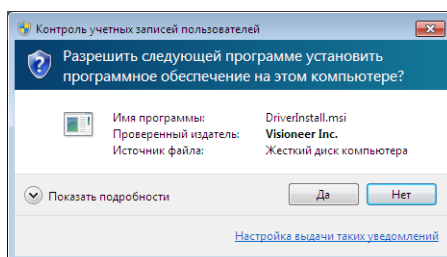 Контроль учетных записей пользователей
Разрешить следующей программе установить
программное обеспечение на этом компьютере?
Имя программы: DriverInstall.msi
Проверенный издатель: Visioneer Inc.
Источник файла: Жесткий диск компьютера
Показать подробности Да Нет
Настройка выдачи таких уведомлений